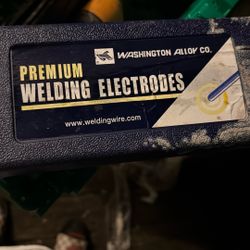 WASHINGTON ALLOY CO.
PREMIUM
WELDING ELECTRODES
www.weldingwire.com